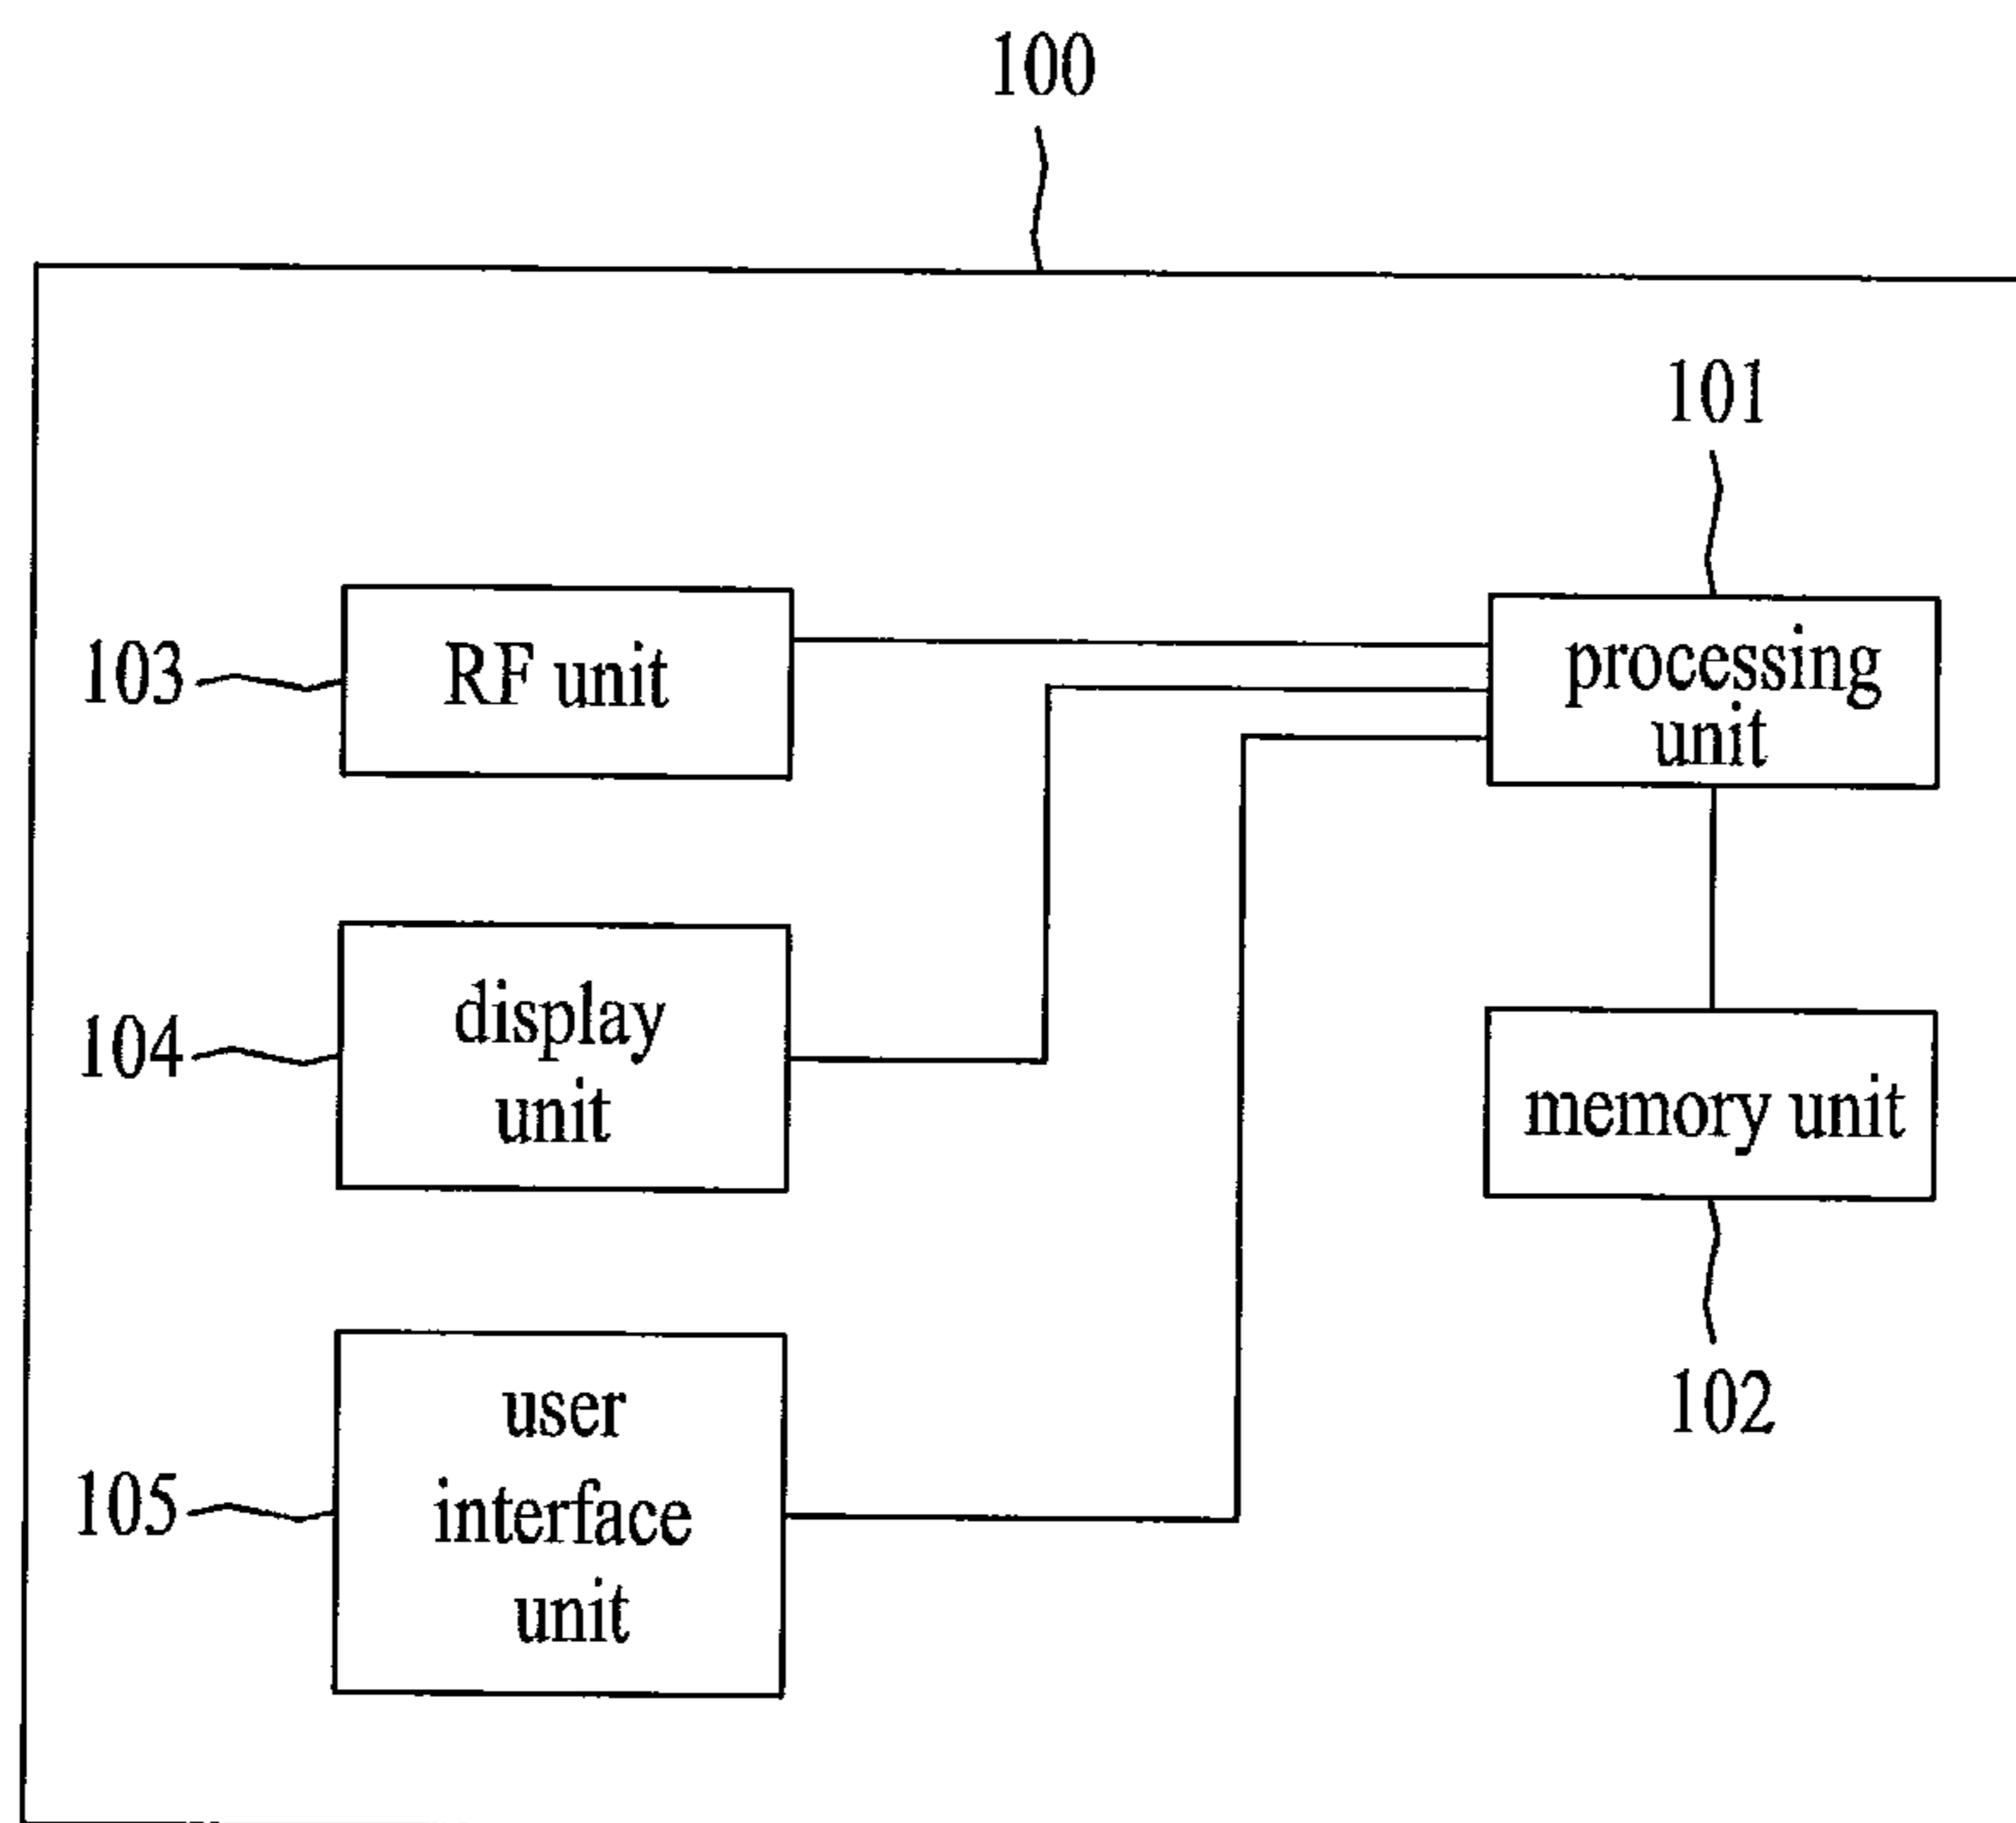 100
101
103
RF unit
processing
unit
104
display
unit
memory unit
102
105
user
interface
unit